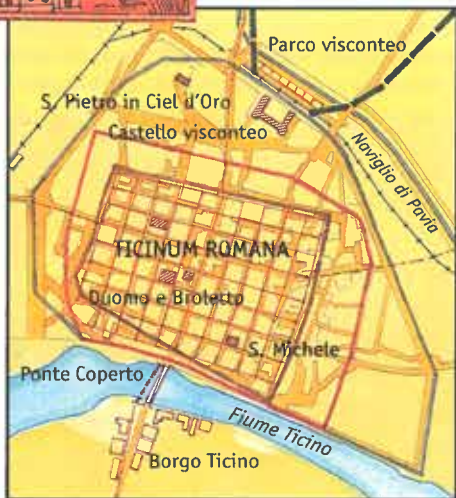 Parco visconteo
S. Pietro in Ciel d'Oro
Castello visconteo
Naviglio di Pavia
TICINUM ROMANA
Duomo e Broletto
S. Michele
Ponte Coperto
Fiume Ticino
Borgo Ticino